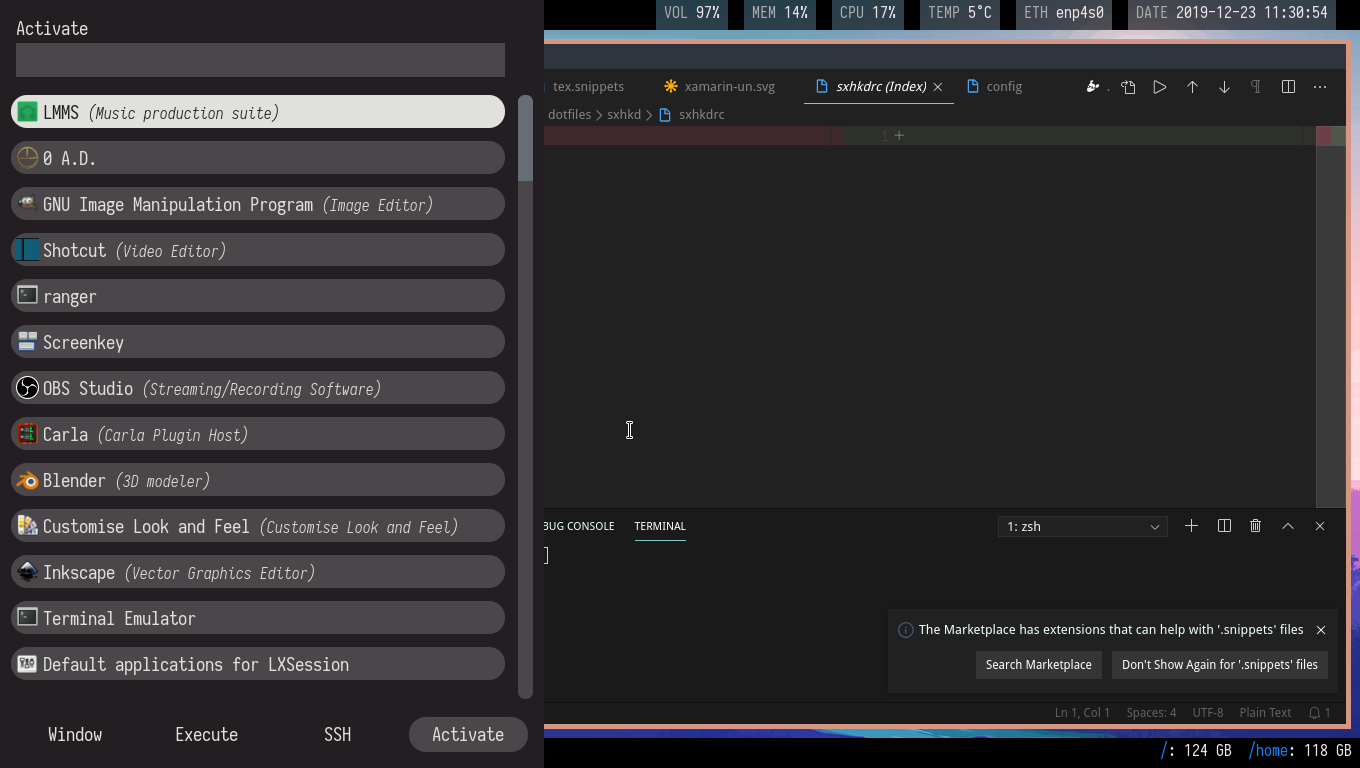 VOL 97% MEM 14% CPU 17% TEMP 5°C ETH enp4s0 DATE 2019-12-23 11:30:54
Activate
LMMS (Music production suite)
0 A.D.
GNU Image Manipulation Program (Image Editor)
Shotcut (Video Editor)
ranger
Screenkey
OBS Studio (Streaming/Recording Software)
Carla (Carla Plugin Host)
Blender (3D modeler)
Customise Look and Feel (Customise Look and Feel)
Inkscape (Vector Graphics Editor)
Terminal Emulator
Default applications for LXSession
Window Execute SSH Activate
tex.snippets xamarin-un.svg sxhkdrc (Index) config
dotfiles > sxhkd > sxhkdrc
1 +
BUG CONSOLE TERMINAL 1: zsh
The Marketplace has extensions that can help with '.snippets' files
Search Marketplace Don't Show Again for '.snippets' files
Ln 1, Col 1 Spaces: 4 UTF-8 Plain Text 1
/: 124 GB /home: 118 GB